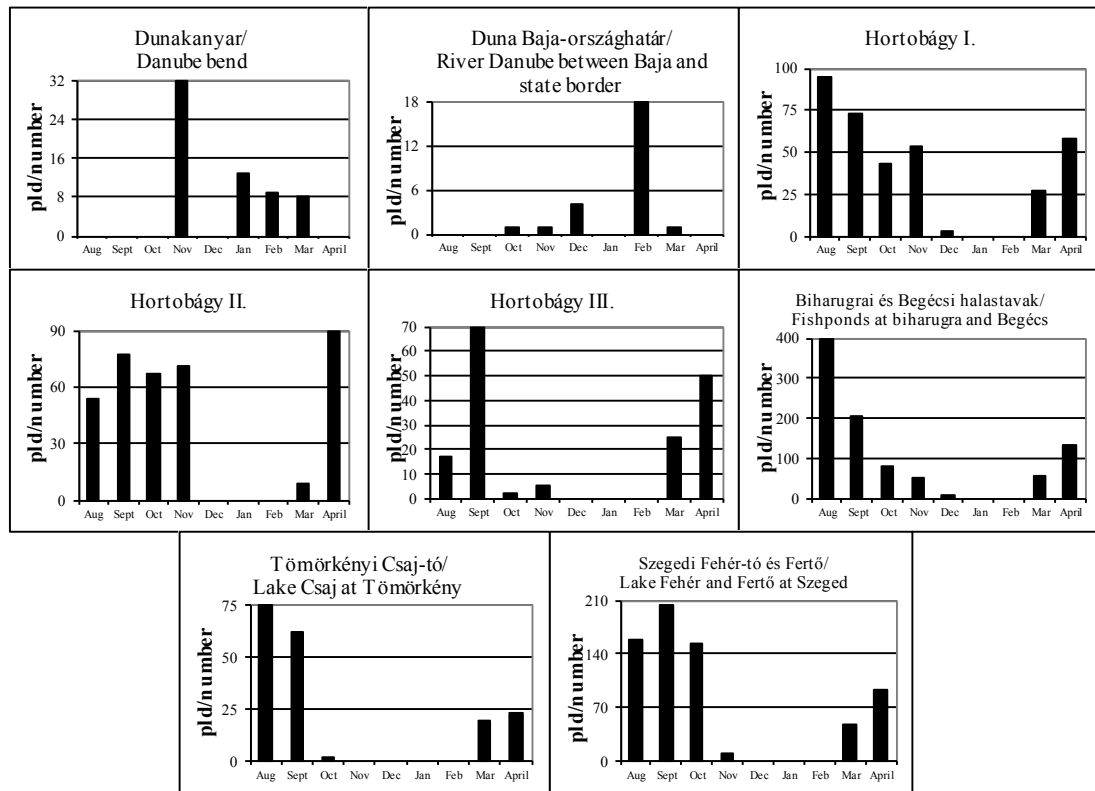 Dunakanyar/
Danube bend
pld/number
32
24
16
8
0
Aug Sept Oct Nov Dec Jan Feb Mar April
Duna Baja-országhatár/
River Danube between Baja and
state border
pld/number
18
12
6
0
Aug Sept Oct Nov Dec Jan Feb Mar April
Hortobágy I.
pld/number
100
75
50
25
0
Aug Sept Oct Nov Dec Jan Feb Mar April
Hortobágy II.
pld/number
90
60
30
0
Aug Sept Oct Nov Dec Jan Feb Mar April
Hortobágy III.
pld/number
70
60
50
40
30
20
10
0
Aug Sept Oct Nov Dec Jan Feb Mar April
Biharugrai és Begécsi halastavak/
Fishponds at biharugra and Begécs
pld/number
400
300
200
100
0
Aug Sept Oct Nov Dec Jan Feb Mar April
Tömörkényi Csaj-tó/
Lake Csaj at Tömörkény
pld/number
75
50
25
0
Aug Sept Oct Nov Dec Jan Feb Mar April
Szegedi Fehér-tó és Fertő/
Lake Fehér and Fertő at Szeged
pld/number
210
140
70
0
Aug Sept Oct Nov Dec Jan Feb Mar April